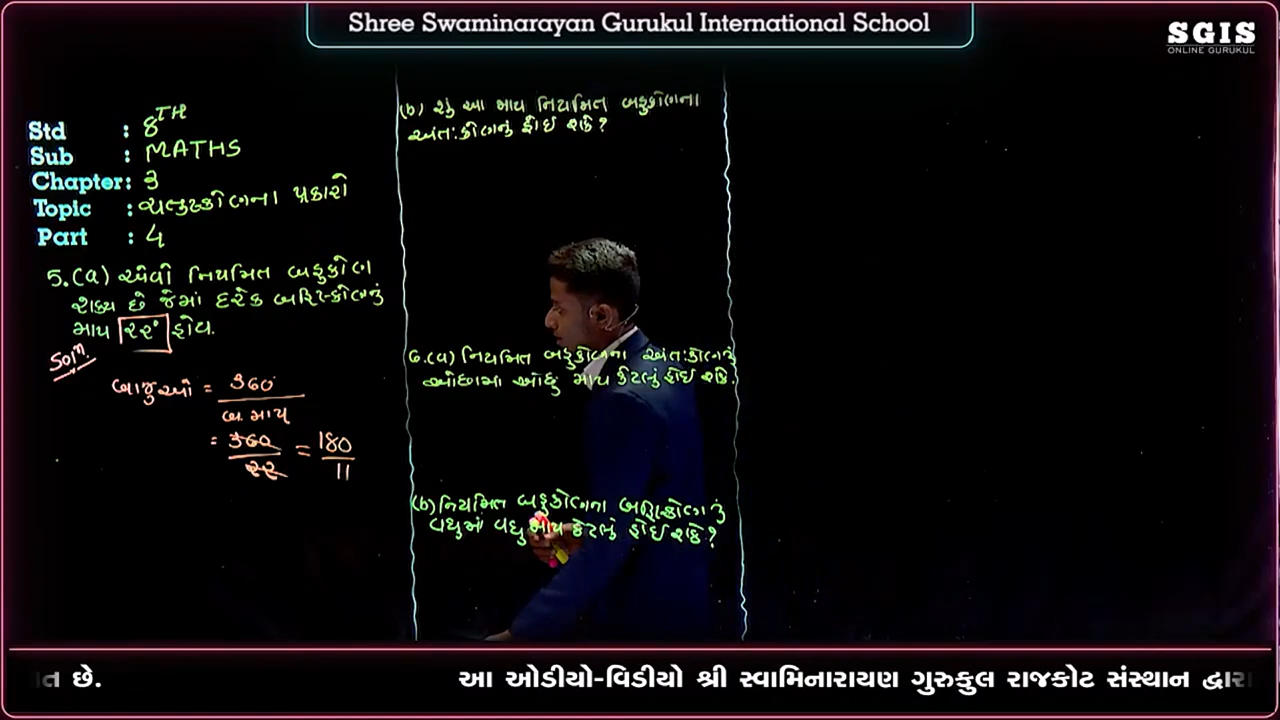 Shree Swaminarayan Gurukul International School
SGIS
ONLINE GURUKUL
Std : 8TH
Sub : MATHS
Chapter: 3
Topic : ચતુષ્કોણના પ્રકારો
Part : 4
5.(a) એવી નિયમિત બહુકોણ
શક્ય છે જેમાં દરેક બહિષ્કોણનું
માપ ૨૨° હોય.
Soln.
બાજુઓ = 360
બ. માપ
= 360 = 180
૨૨ 11
(b) શું આ માપ નિયમિત બહુકોણના
અંતઃકોણનું હોઈ શકે?
૬.(a) નિયમિત બહુકોણના અંતઃકોણનું
ઓછામા ઓછુ માપ કેટલું હોઈ શકે.
(b) નિયમિત બહુકોણના બહિષ્કોણનું
વધુમાં વધુ માપ કેટલું હોઈ શકે?
ત છે.
આ ઓડીયો-વિડીયો શ્રી સ્વામિનારાયણ ગુરુકુલ રાજકોટ સંસ્થાન દ્વારા